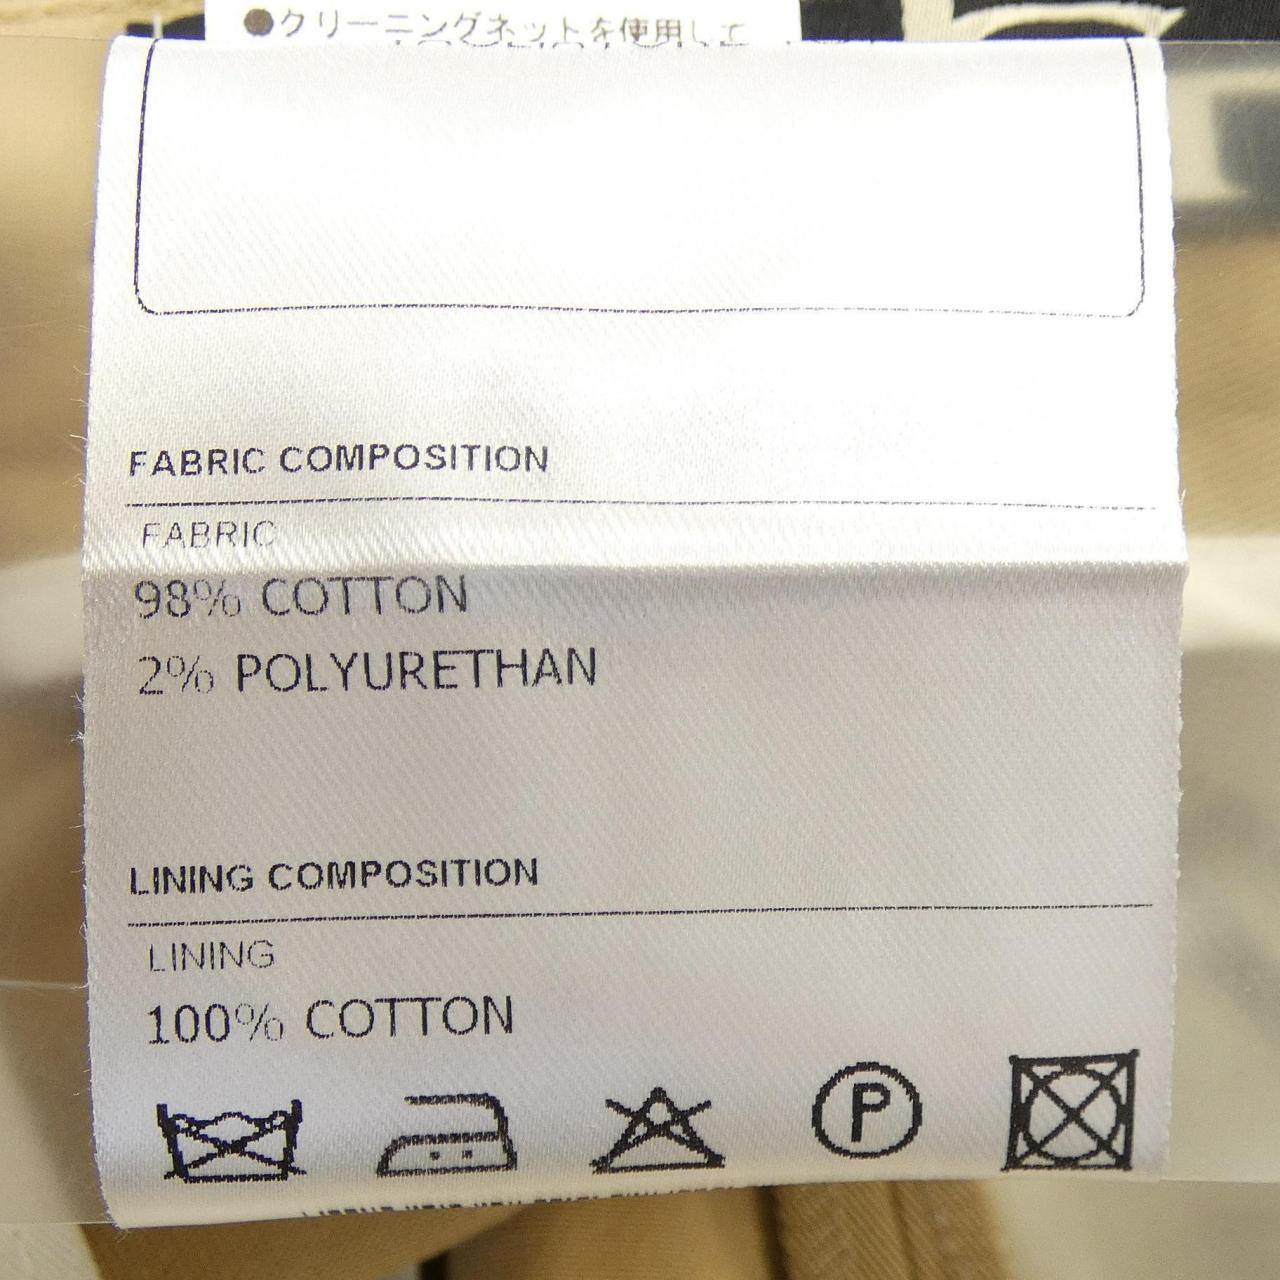 ●クリーニングネットを使用して
FABRIC COMPOSITION
FABRIC
98% COTTON
2% POLYURETHAN
LINING COMPOSITION
LINING
100% COTTON
P